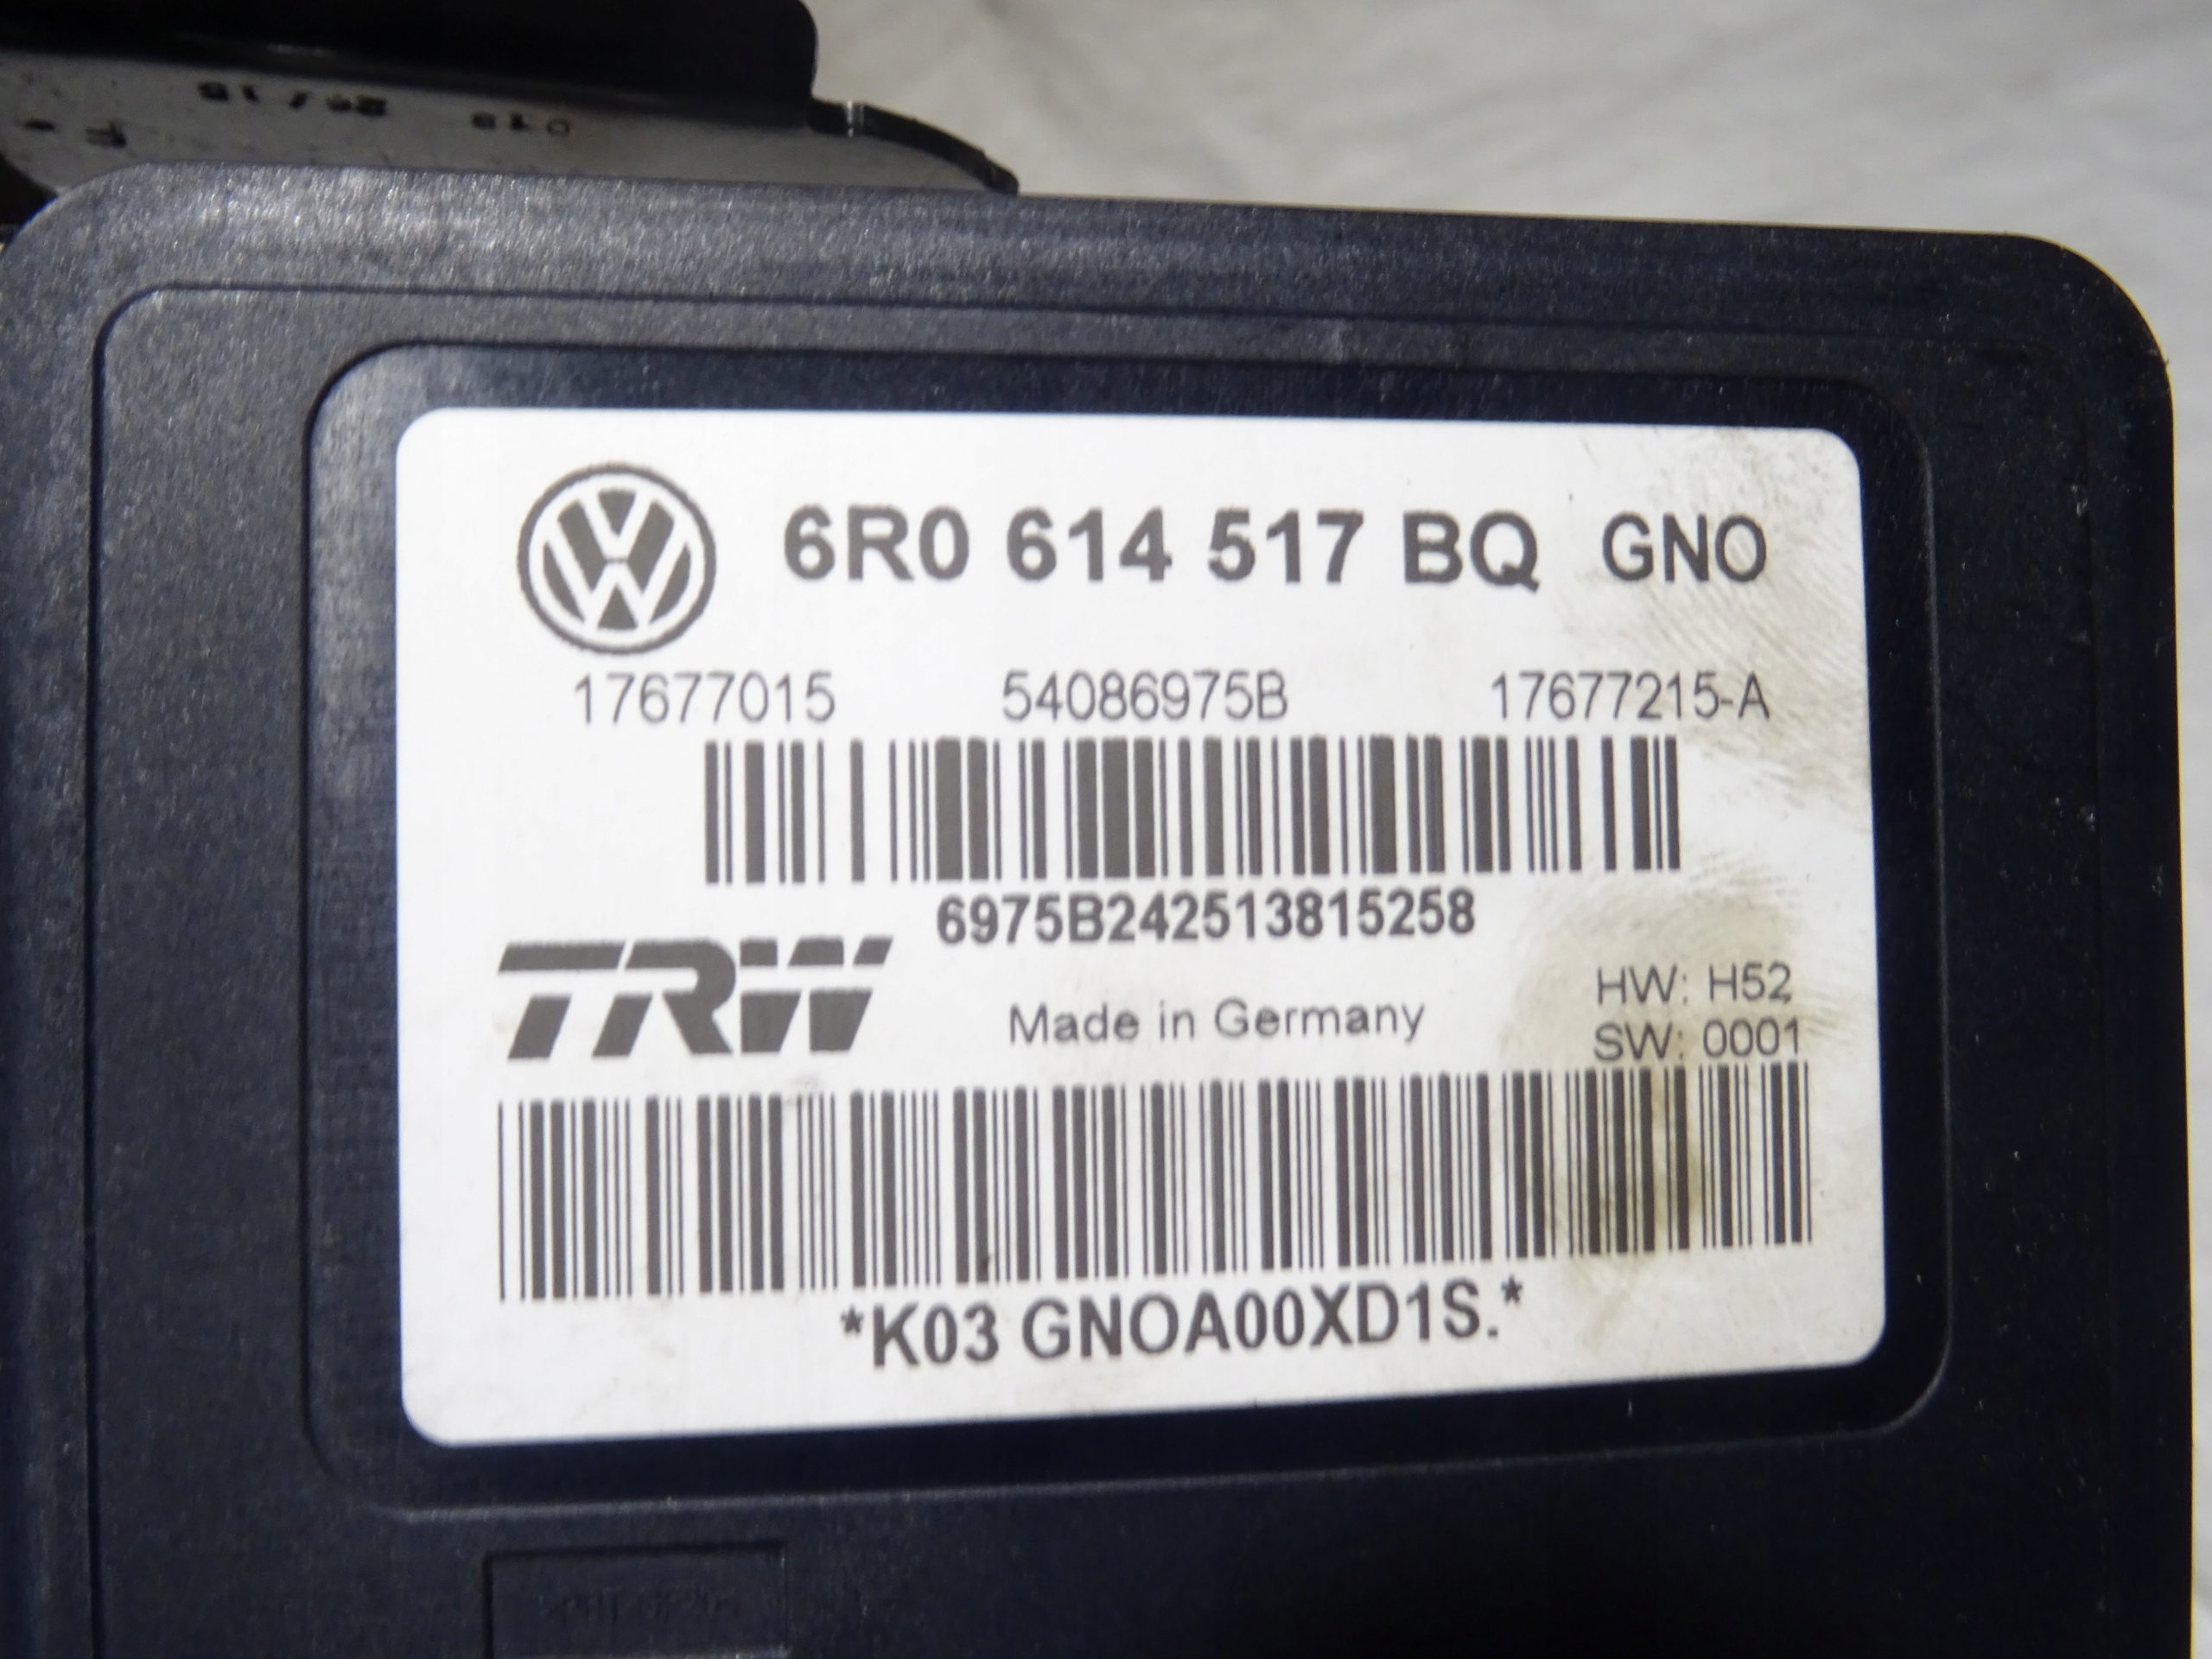 6R0 614 517 BQ GNO
17677015 54086975B 17677215-A
6975B242513815258
TRW
Made in Germany
HW: H52
SW: 0001
*K03 GNOA00XD1S.*